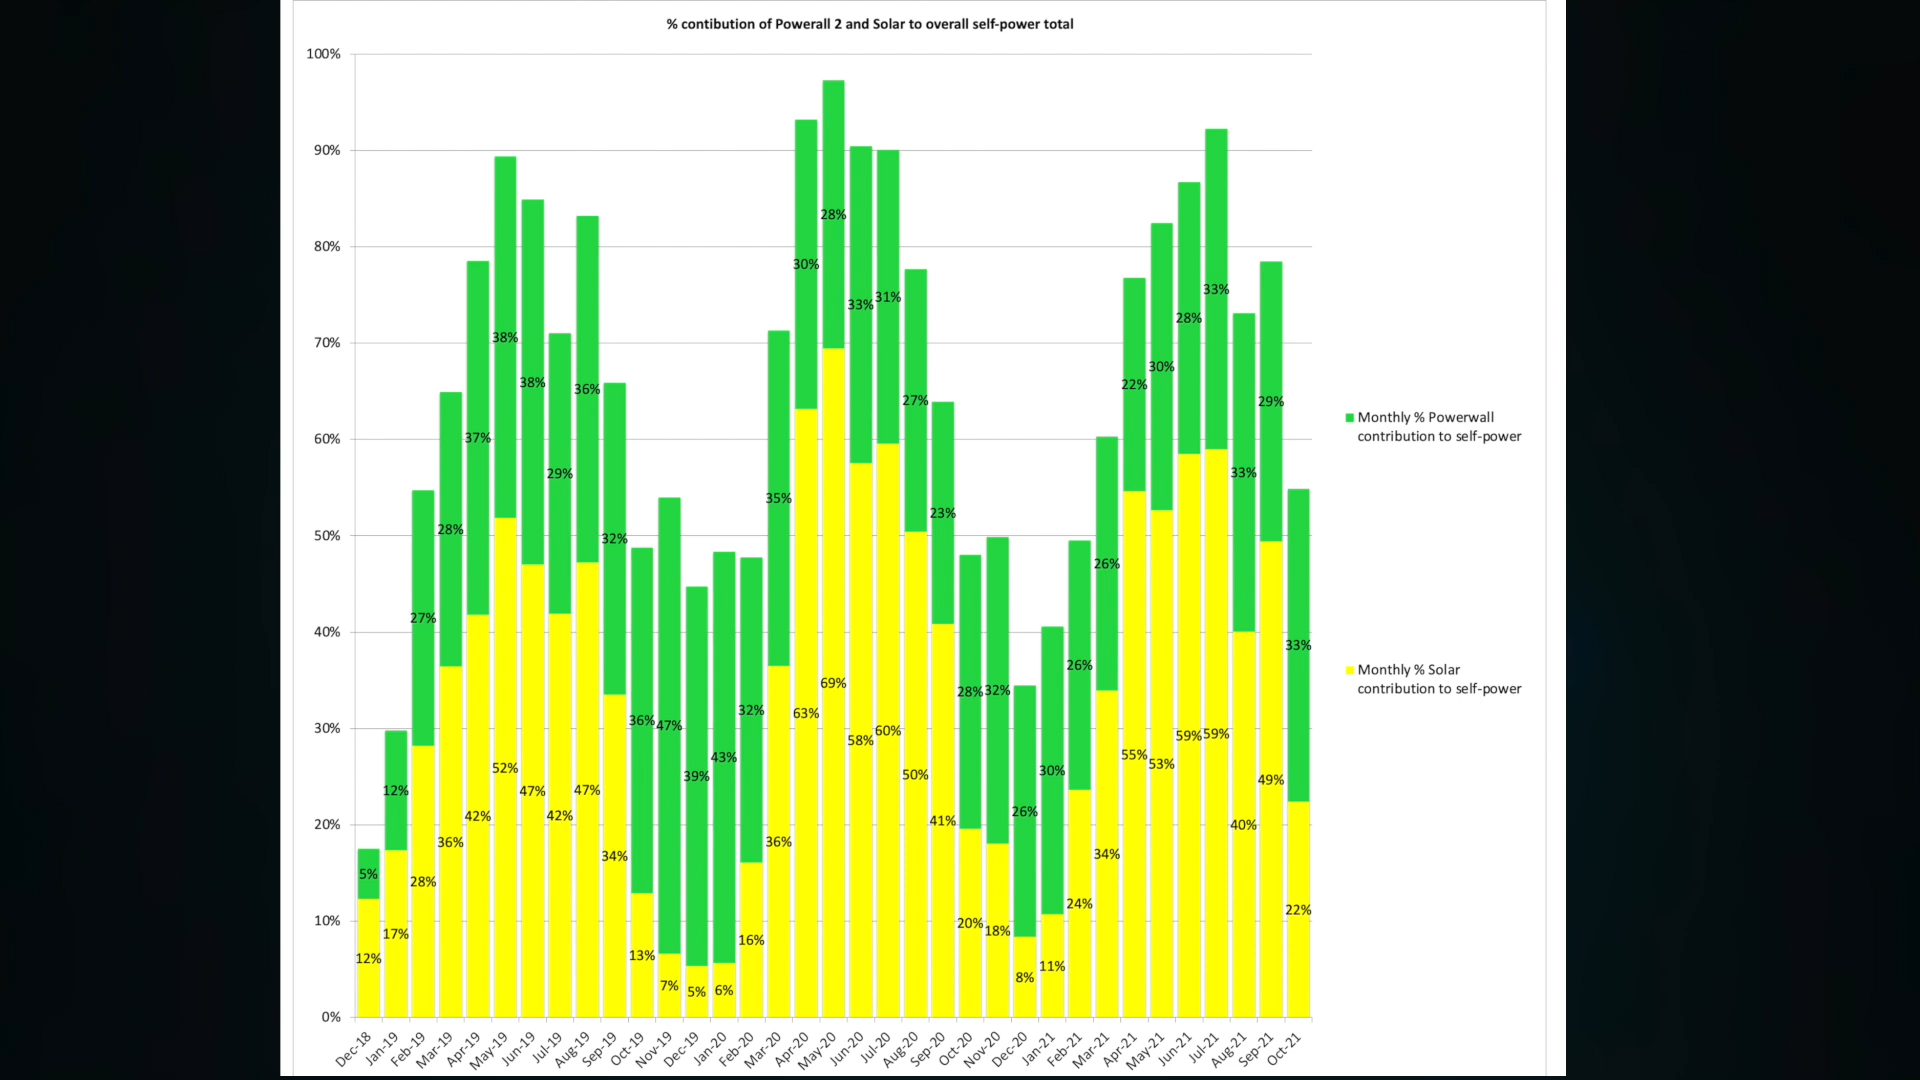 % contibution of Powerall 2 and Solar to overall self-power total
100%
90%
80%
70%
60%
50%
40%
30%
20%
10%
0%
5%
12%
12%
17%
27%
28%
28%
36%
37%
42%
38%
52%
38%
47%
29%
42%
36%
47%
32%
34%
36%
13%
47%
7%
39%
5%
43%
6%
32%
16%
35%
36%
30%
63%
28%
69%
33%
58%
31%
60%
27%
50%
23%
41%
28%
20%
32%
18%
26%
8%
30%
11%
26%
24%
26%
34%
22%
55%
30%
53%
28%
59%
33%
59%
33%
40%
29%
49%
33%
22%
Dec-18
Jan-19
Feb-19
Mar-19
Apr-19
May-19
Jun-19
Jul-19
Aug-19
Sep-19
Oct-19
Nov-19
Dec-19
Jan-20
Feb-20
Mar-20
Apr-20
May-20
Jun-20
Jul-20
Aug-20
Sep-20
Oct-20
Nov-20
Dec-20
Jan-21
Feb-21
Mar-21
Apr-21
May-21
Jun-21
Jul-21
Aug-21
Sep-21
Oct-21
Monthly % Powerwall
contribution to self-power
Monthly % Solar
contribution to self-power